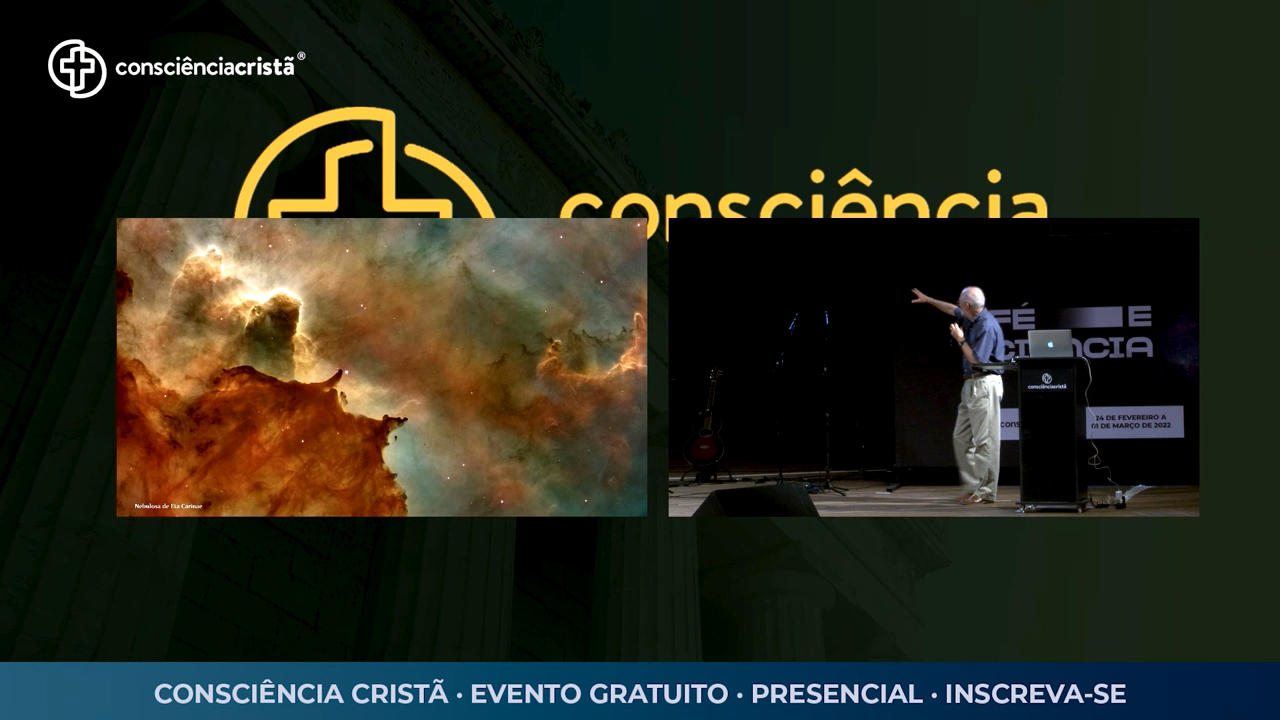 consciênciacristã®
consciência
Nebulosa de Eta Carinae
FÉ E
CIÊNCIA
consciênciacristã
24 DE FEVEREIRO A
01 DE MARÇO DE 2022
CONSCIÊNCIA CRISTÃ • EVENTO GRATUITO • PRESENCIAL • INSCREVA-SE